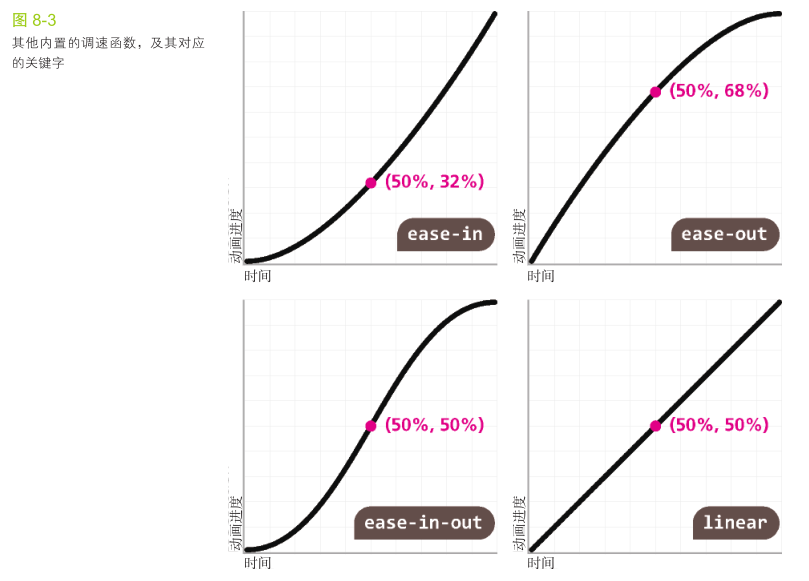 图 8-3
其他内置的调速函数，及其对应
的关键字
(50%, 32%)
ease-in
动画进度
时间
(50%, 68%)
ease-out
动画进度
时间
(50%, 50%)
ease-in-out
动画进度
时间
(50%, 50%)
linear
动画进度
时间